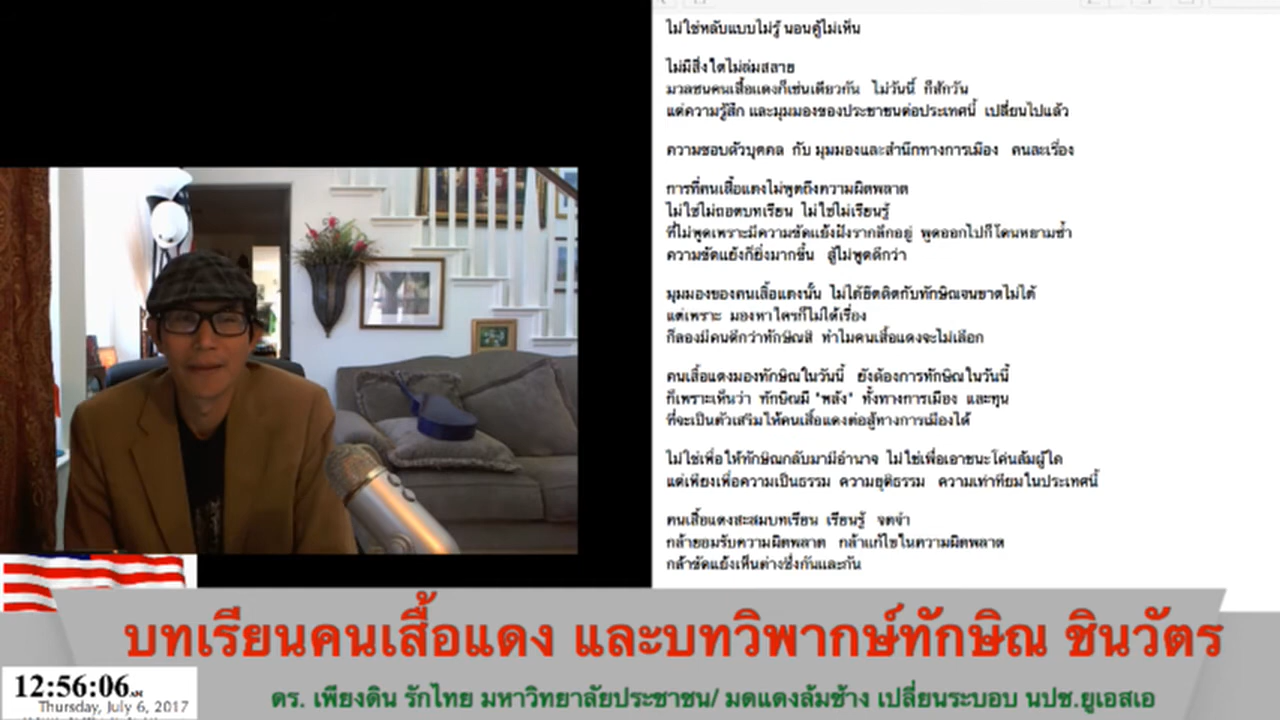 ไม่ใช่หลับแบบไม่รู้ นอนคู้ไม่เห็น
ไม่มีสิ่งใดไม่ล่มสลาย
มวลชนคนเสื้อแดงก็เช่นเดียวกัน ไม่วันนี้ ก็สักวัน
แต่ความรู้สึก และมุมมองของประชาชนต่อประเทศนี้ เปลี่ยนไปแล้ว
ความชอบตัวบุคคล กับ มุมมองและสำนึกทางการเมือง คนละเรื่อง
การที่คนเสื้อแดงไม่พูดถึงความผิดพลาด
ไม่ใช่ไม่ถอดบทเรียน ไม่ใช่ไม่เรียนรู้
ที่ไม่พูดเพราะมีความขัดแย้งฝังรากลึกอยู่ พูดออกไปก็โดนหยามซ้ำ
ความขัดแย้งก็ยิ่งมากขึ้น สู้ไม่พูดดีกว่า
มุมมองของคนเสื้อแดงนั้น ไม่ได้ยึดติดกับทักษิณจนขาดไม่ได้
แต่เพราะ มองหาใครก็ไม่ได้เรื่อง
ก็ลองมีคนดีกว่าทักษิณสิ ทำไมคนเสื้อแดงจะไม่เลือก
คนเสื้อแดงมองทักษิณในวันนี้ ยังต้องการทักษิณในวันนี้
ก็เพราะเห็นว่า ทักษิณมี "พลัง" ทั้งทางการเมือง และทุน
ที่จะเป็นตัวเสริมให้คนเสื้อแดงต่อสู้ทางการเมืองได้
ไม่ใช่เพื่อให้ทักษิณกลับมามีอำนาจ ไม่ใช่เพื่อเอาชนะโค่นล้มผู้ใด
แต่เพียงเพื่อความเป็นธรรม ความยุติธรรม ความเท่าเทียมในประเทศนี้
คนเสื้อแดงสะสมบทเรียน เรียนรู้ จดจำ
กล้ายอมรับความผิดพลาด กล้าแก้ไขในความผิดพลาด
กล้าขัดแย้งเห็นต่างซึ่งกันและกัน
บทเรียนคนเสื้อแดง และบทวิพากษ์ทักษิณ ชินวัตร
12:56:06 AM
Thursday, July 6, 2017
ดร. เพียงดิน รักไทย มหาวิทยาลัยประชาชน/ มดแดงล้มช้าง เปลี่ยนระบอบ นปช.ยูเอสเอ